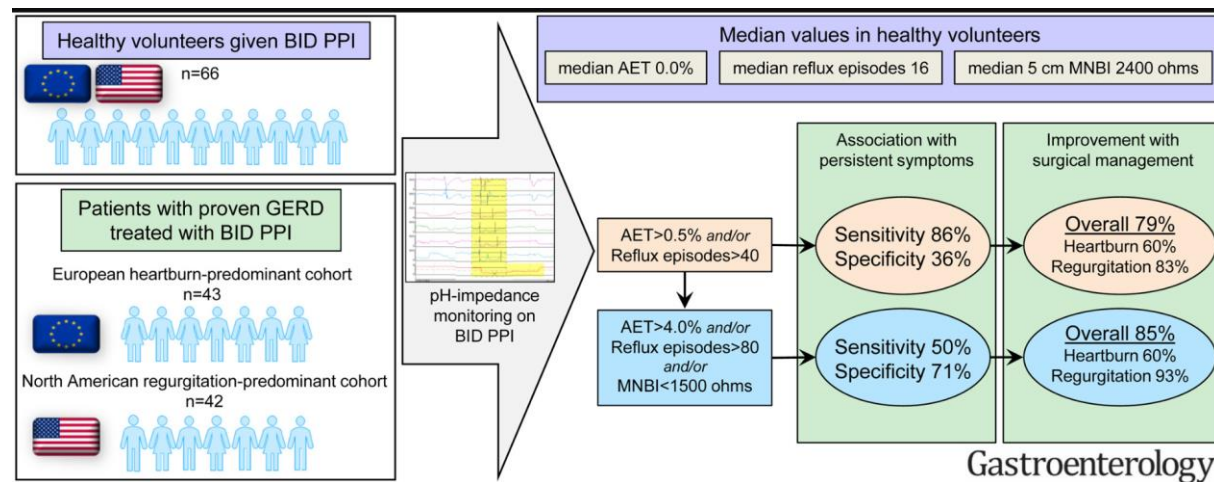 Healthy volunteers given BID PPI
n=66
Patients with proven GERD
treated with BID PPI
European heartburn-predominant cohort
n=43
North American regurgitation-predominant cohort
n=42
pH-impedance
monitoring on
BID PPI
Median values in healthy volunteers
median AET 0.0%
median reflux episodes 16
median 5 cm MNBI 2400 ohms
Association with
persistent symptoms
Improvement with
surgical management
AET>0.5% and/or
Reflux episodes>40
Sensitivity 86%
Specificity 36%
Overall 79%
Heartburn 60%
Regurgitation 83%
AET>4.0% and/or
Reflux episodes>80
and/or
MNBI<1500 ohms
Sensitivity 50%
Specificity 71%
Overall 85%
Heartburn 60%
Regurgitation 93%
Gastroenterology